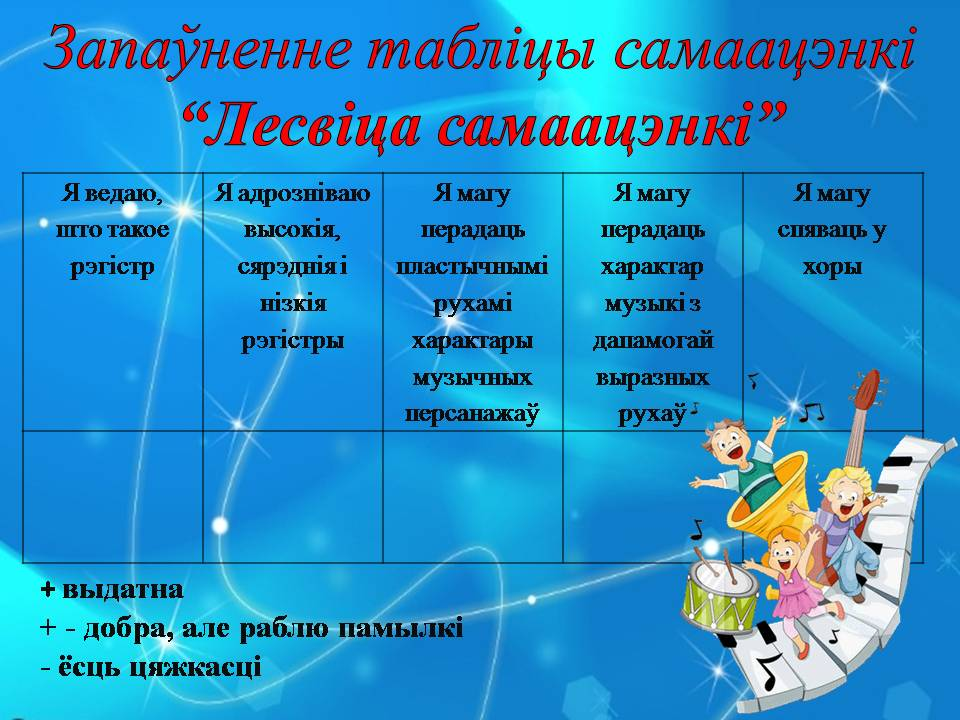 Запаўненне табліцы самаацэнкі
“Лесвіца самаацэнкі”
Я ведаю,
што такое
рэгістр
Я адрозніваю
высокія,
сярэднія і
нізкія
рэгістры
Я магу
перадаць
пластычнымі
рухамі
характары
музычных
персанажаў
Я магу
перадаць
характар
музыкі з
дапамогай
выразных
рухаў
Я магу
спяваць у
хоры
+ выдатна
+ - добра, але раблю памылкі
- ёсць цяжкасці